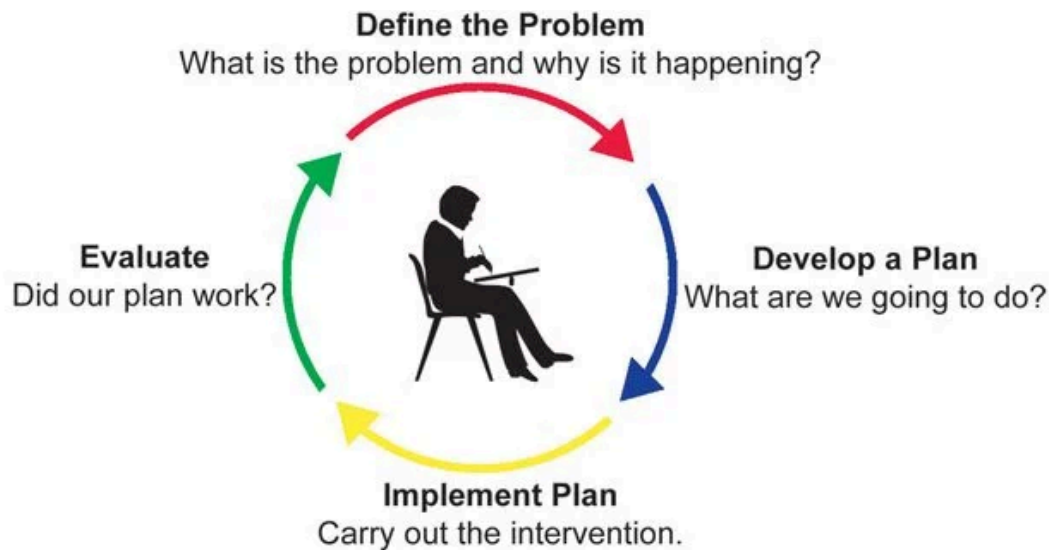 Define the Problem
What is the problem and why is it happening?
Develop a Plan
What are we going to do?
Implement Plan
Carry out the intervention.
Evaluate
Did our plan work?